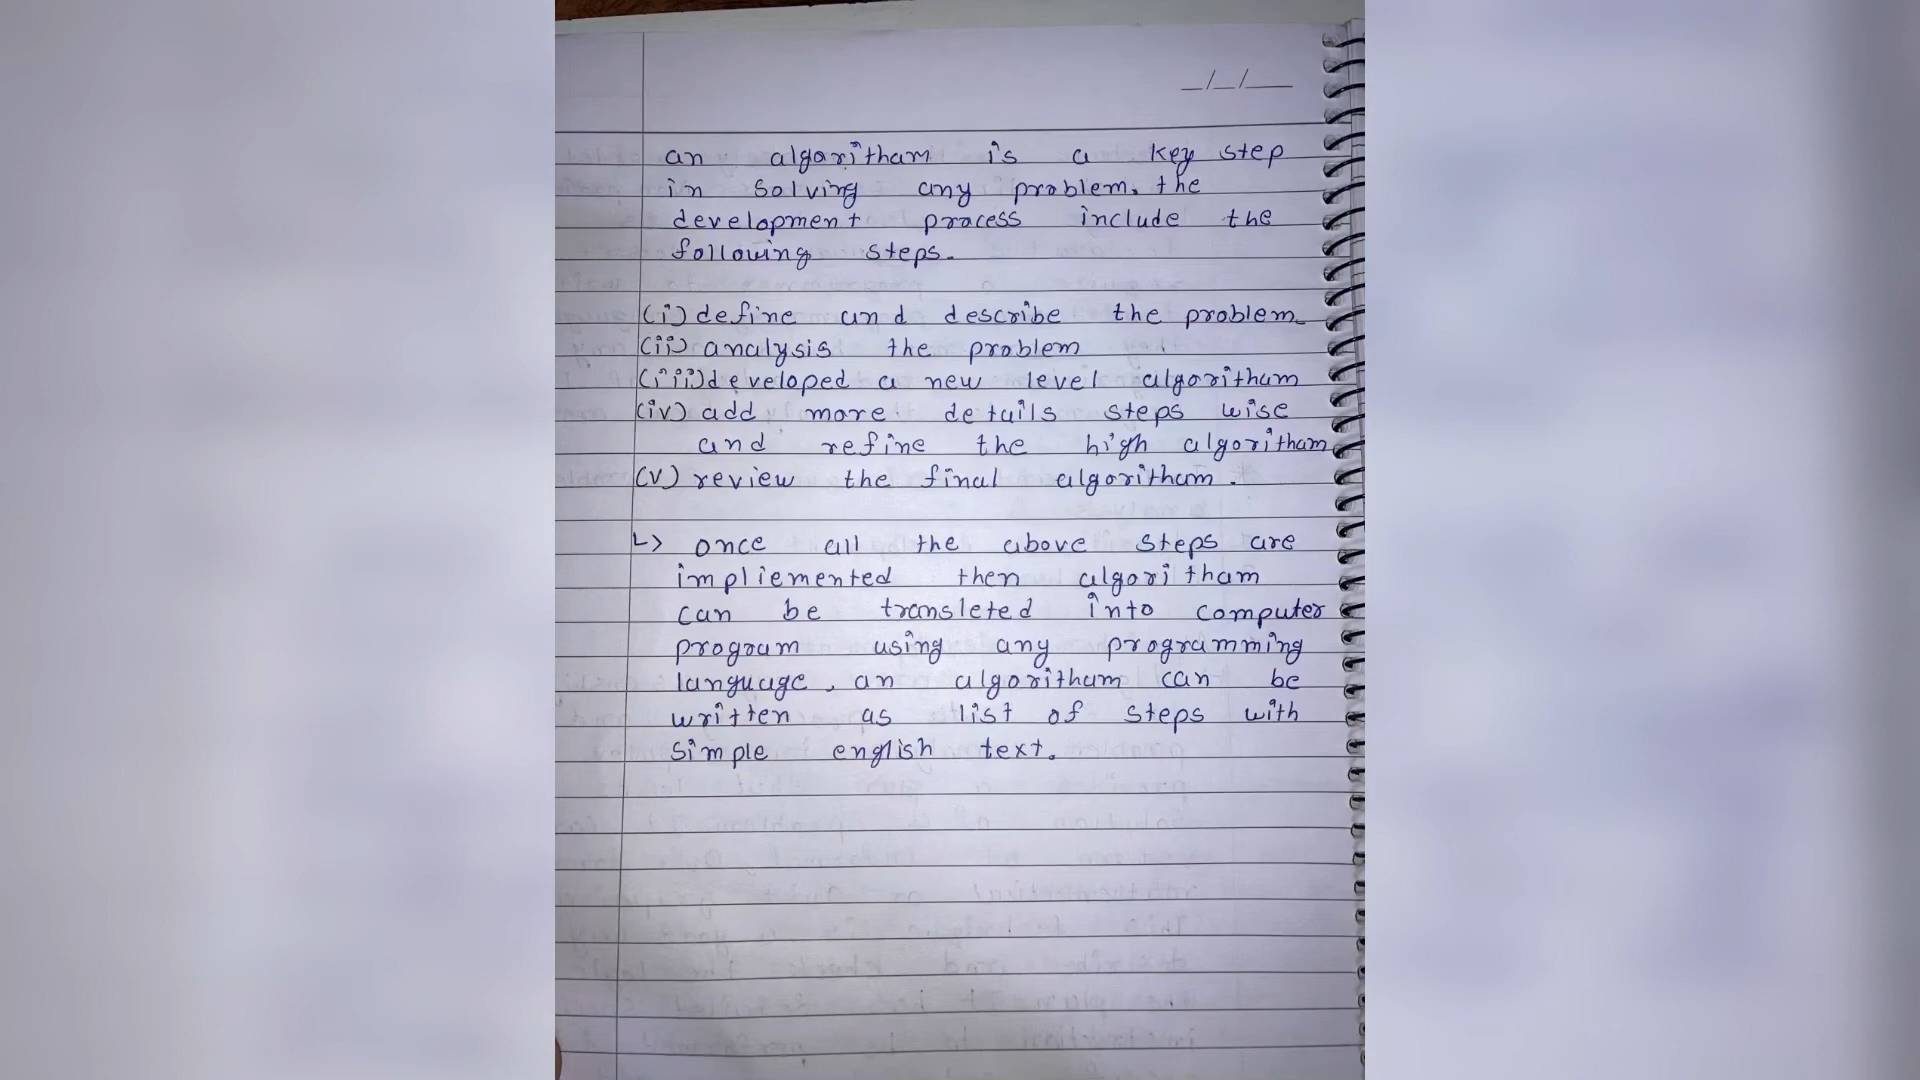 _/_/__
an algoritham is a key step
in solving any problem. the
development process include the
following steps.
(i) define and describe the problem.
(ii) analysis the problem
(iii) developed a new level algoritham
(iv) add more details steps wise
and refine the high algoritham
(v) review the final algoritham.
↳ once all the above steps are
impliemented then algoritham
can be transleted into computer
program using any programming
language, an algoritham can be
written as list of steps with
simple english text.